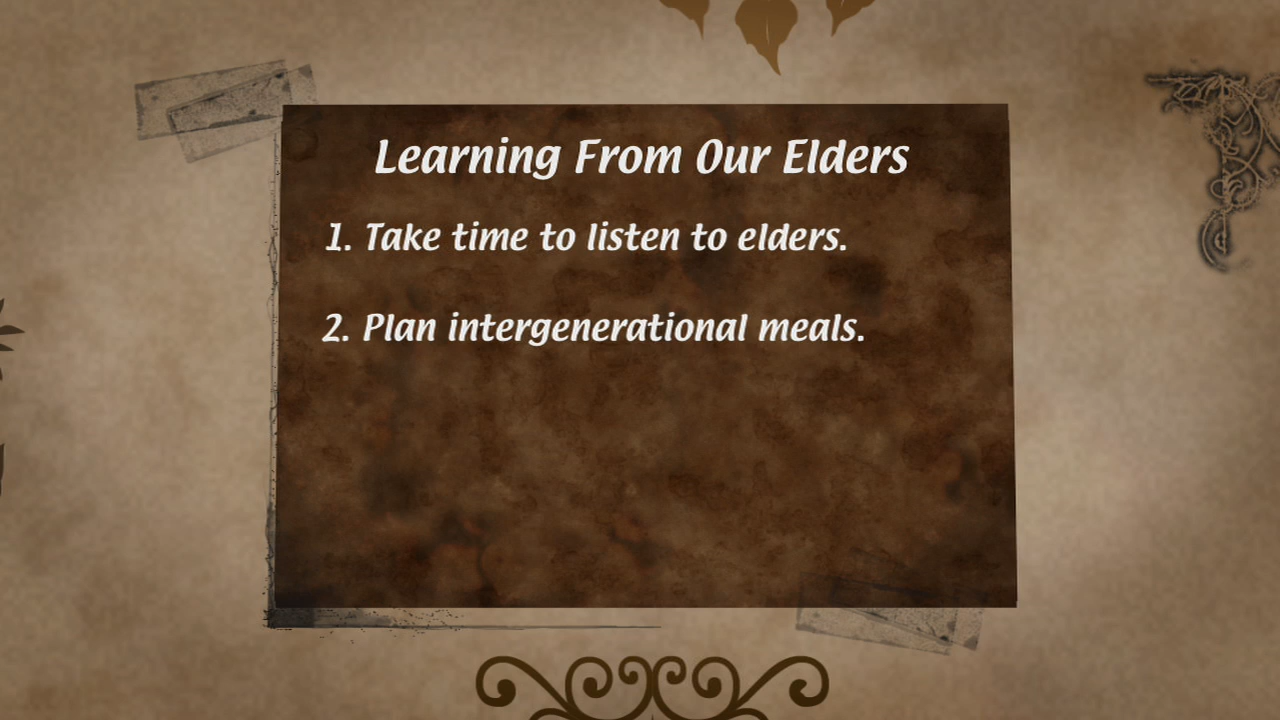 Learning From Our Elders
1. Take time to listen to elders.
2. Plan intergenerational meals.